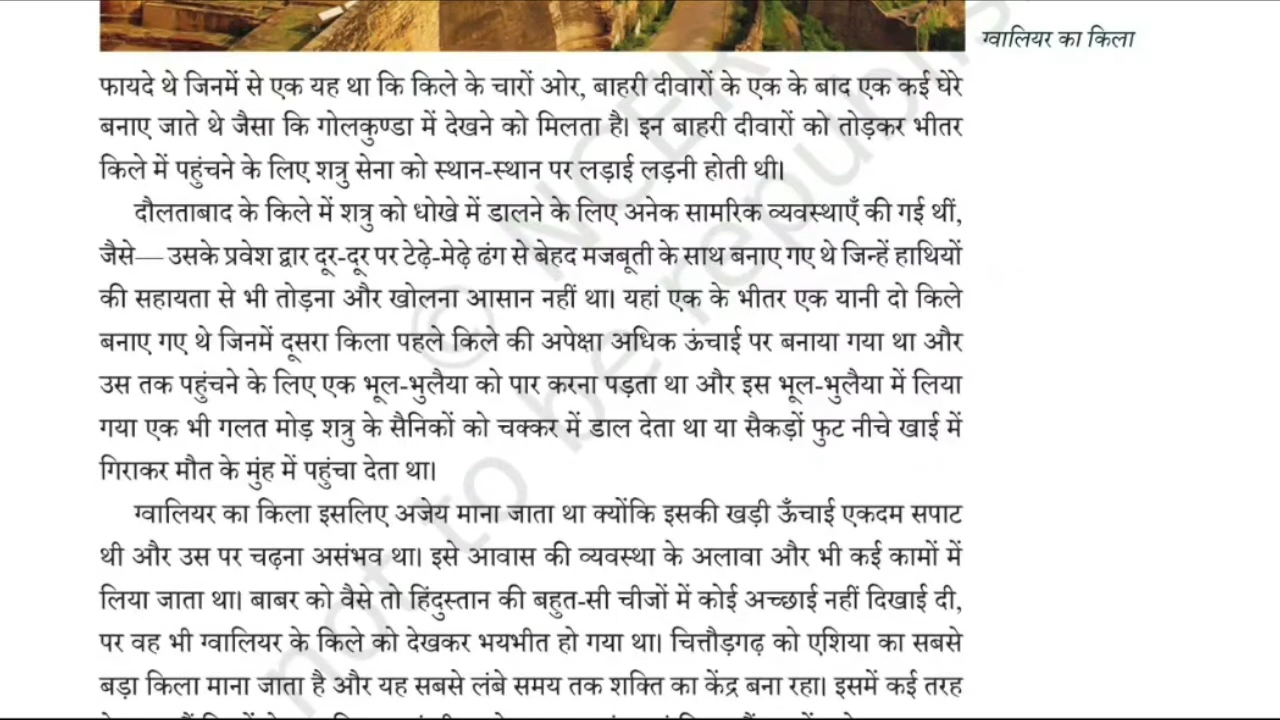 ग्वालियर का किला
फायदे थे जिनमें से एक यह था कि किले के चारों ओर, बाहरी दीवारों के एक के बाद एक कई घेरे
बनाए जाते थे जैसा कि गोलकुण्डा में देखने को मिलता है। इन बाहरी दीवारों को तोड़कर भीतर
किले में पहुंचने के लिए शत्रु सेना को स्थान-स्थान पर लड़ाई लड़नी होती थी।
दौलताबाद के किले में शत्रु को धोखे में डालने के लिए अनेक सामरिक व्यवस्थाएँ की गई थीं,
जैसे— उसके प्रवेश द्वार दूर-दूर पर टेढ़े-मेढ़े ढंग से बेहद मजबूती के साथ बनाए गए थे जिन्हें हाथियों
की सहायता से भी तोड़ना और खोलना आसान नहीं था। यहां एक के भीतर एक यानी दो किले
बनाए गए थे जिनमें दूसरा किला पहले किले की अपेक्षा अधिक ऊंचाई पर बनाया गया था और
उस तक पहुंचने के लिए एक भूल-भुलैया को पार करना पड़ता था और इस भूल-भुलैया में लिया
गया एक भी गलत मोड़ शत्रु के सैनिकों को चक्कर में डाल देता था या सैकड़ों फुट नीचे खाई में
गिराकर मौत के मुंह में पहुंचा देता था।
ग्वालियर का किला इसलिए अजेय माना जाता था क्योंकि इसकी खड़ी ऊँचाई एकदम सपाट
थी और उस पर चढ़ना असंभव था। इसे आवास की व्यवस्था के अलावा और भी कई कामों में
लिया जाता था। बाबर को वैसे तो हिंदुस्तान की बहुत-सी चीजों में कोई अच्छाई नहीं दिखाई दी,
पर वह भी ग्वालियर के किले को देखकर भयभीत हो गया था। चित्तौड़गढ़ को एशिया का सबसे
बड़ा किला माना जाता है और यह सबसे लंबे समय तक शक्ति का केंद्र बना रहा। इसमें कई तरह
© NCER
not to be republis